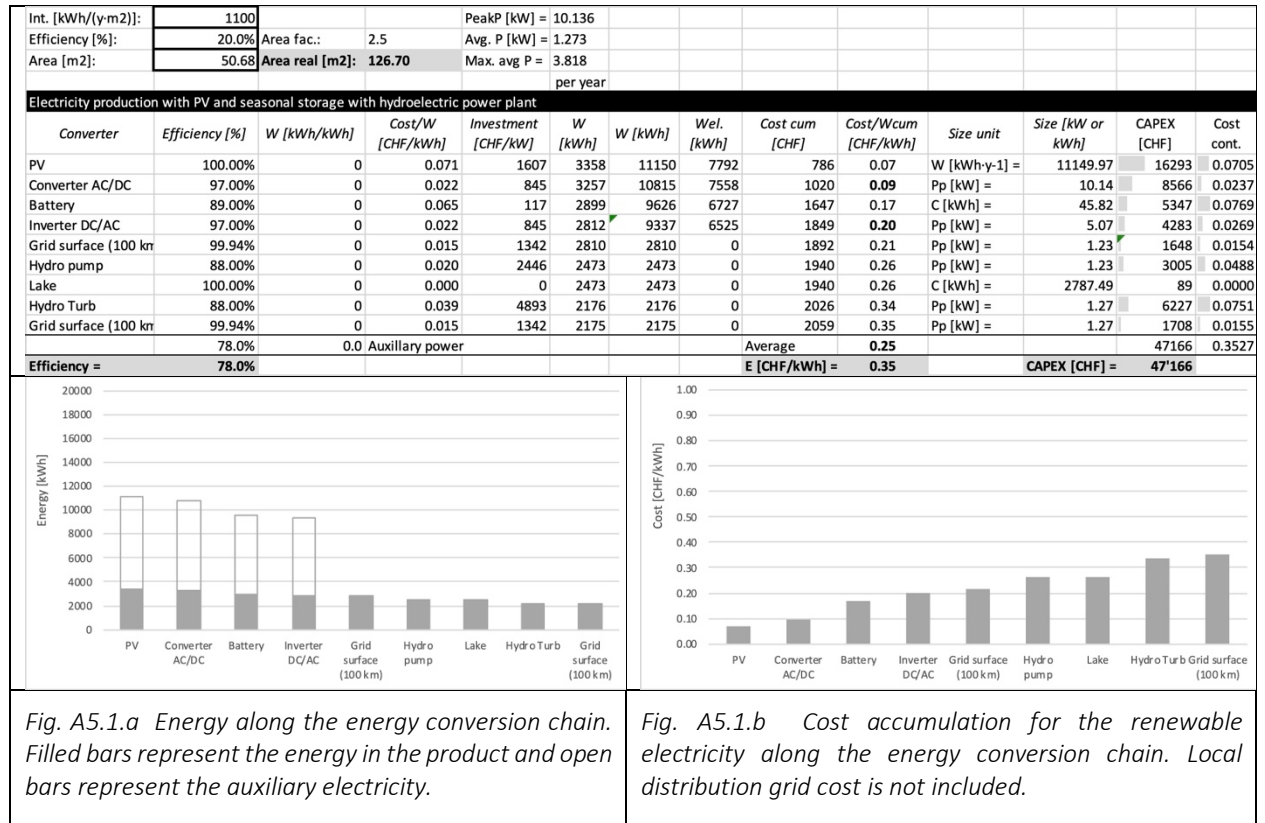 Int. [kWh/(y·m2)]: 1100 PeakP [kW] = 10.136
Efficiency [%]: 20.0% Area fac.: 2.5 Avg. P [kW] = 1.273
Area [m2]: 50.68 Area real [m2]: 126.70 Max. avg P = 3.818
per year
Electricity production with PV and seasonal storage with hydroelectric power plant
Converter Efficiency [%] W [kWh/kWh] Cost/W [CHF/kWh] Investment [CHF/kW] W [kWh] W [kWh] Wel. [kWh] Cost cum [CHF] Cost/Wcum [CHF/kWh] Size unit Size [kW or kWh] CAPEX [CHF] Cost cont.
PV 100.00% 0 0.071 1607 3358 11150 7792 786 0.07 W [kWh·y-1] = 11149.97 16293 0.0705
Converter AC/DC 97.00% 0 0.022 845 3257 10815 7558 1020 0.09 Pp [kW] = 10.14 8566 0.0237
Battery 89.00% 0 0.065 117 2899 9626 6727 1647 0.17 C [kWh] = 45.82 5347 0.0769
Inverter DC/AC 97.00% 0 0.022 845 2812 9337 6525 1849 0.20 Pp [kW] = 5.07 4283 0.0269
Grid surface (100 km 99.94% 0 0.015 1342 2810 2810 0 1892 0.21 Pp [kW] = 1.23 1648 0.0154
Hydro pump 88.00% 0 0.020 2446 2473 2473 0 1940 0.26 Pp [kW] = 1.23 3005 0.0488
Lake 100.00% 0 0.000 0 2473 2473 0 1940 0.26 C [kWh] = 2787.49 89 0.0000
Hydro Turb 88.00% 0 0.039 4893 2176 2176 0 2026 0.34 Pp [kW] = 1.27 6227 0.0751
Grid surface (100 km 99.94% 0 0.015 1342 2175 2175 0 2059 0.35 Pp [kW] = 1.27 1708 0.0155
78.0% 0.0 Auxillary power Average 0.25 47166 0.3527
Efficiency = 78.0% E [CHF/kWh] = 0.35 CAPEX [CHF] = 47'166
Energy [kWh]
20000
18000
16000
14000
12000
10000
8000
6000
4000
2000
0
PV Converter AC/DC Battery Inverter DC/AC Grid surface (100 km) Hydro pump Lake Hydro Turb Grid surface (100 km)
Cost [CHF/kWh]
1.00
0.90
0.80
0.70
0.60
0.50
0.40
0.30
0.20
0.10
0.00
PV Converter AC/DC Battery Inverter DC/AC Grid surface (100 km) Hydro pump Lake Hydro Turb Grid surface (100 km)
Fig. A5.1.a Energy along the energy conversion chain.
Filled bars represent the energy in the product and open
bars represent the auxiliary electricity.
Fig. A5.1.b Cost accumulation for the renewable
electricity along the energy conversion chain. Local
distribution grid cost is not included.